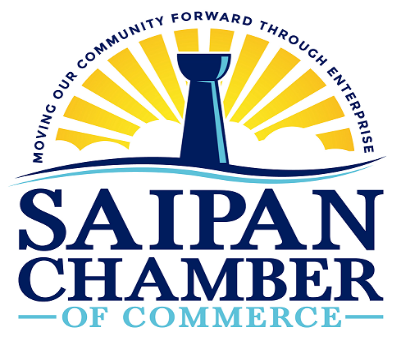 MOVING OUR COMMUNITY FORWARD THROUGH ENTERPRISE
SAIPAN
CHAMBER
OF COMMERCE